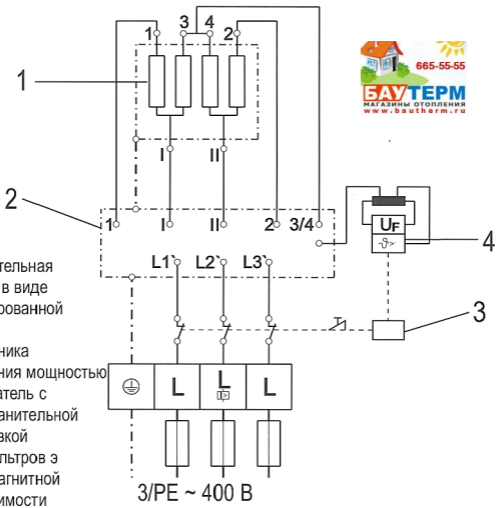 3 4
1 2
1
665-55-55
БАУТЕРМ
МАГАЗИНЫ ОТОПЛЕНИЯ
www.bautherm.ru
I II
2
1 I II 2 3/4
UF
ϑ>
4
L1` L2` L3`
3
L L L
3/PE ~ 400 В
тельная
в виде
рованной
ника
ния мощностью
атель с
ранительной
вкой
льтров э
агнитной
имости